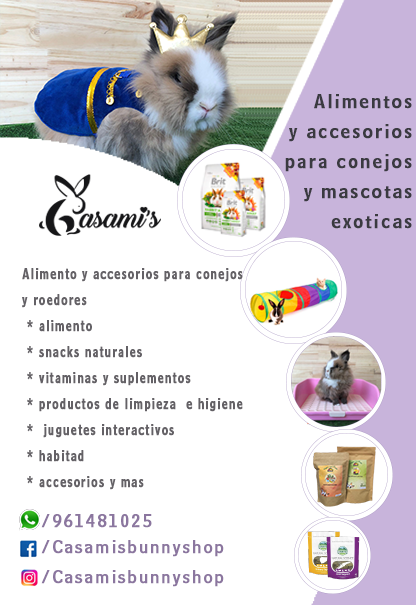 Alimentos
y accesorios
para conejos
y mascotas
exoticas
Casami's
Brit
Alimento y accesorios para conejos
y roedores
* alimento
* snacks naturales
* vitaminas y suplementos
* productos de limpieza e higiene
* juguetes interactivos
* habitad
* accesorios y mas
/961481025
/Casamisbunnyshop
/Casamisbunnyshop